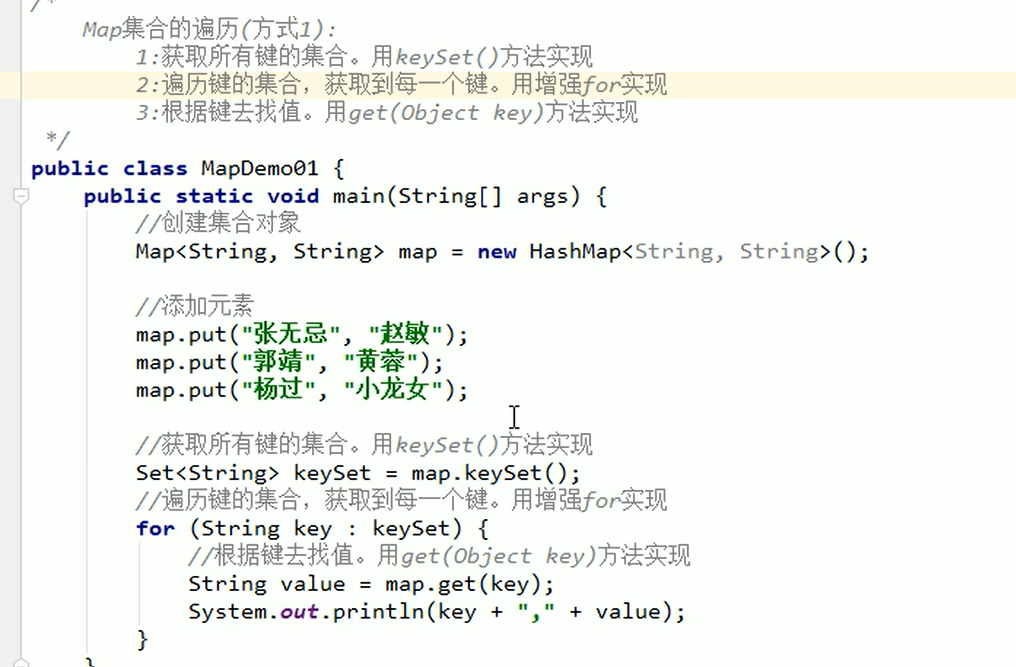 /*
Map集合的遍历(方式1):
1:获取所有键的集合。用keySet()方法实现
2:遍历键的集合，获取到每一个键。用增强for实现
3:根据键去找值。用get(Object key)方法实现
*/
public class MapDemo01 {
public static void main(String[] args) {
//创建集合对象
Map<String, String> map = new HashMap<String, String>();
//添加元素
map.put("张无忌", "赵敏");
map.put("郭靖", "黄蓉");
map.put("杨过", "小龙女");
//获取所有键的集合。用keySet()方法实现
Set<String> keySet = map.keySet();
//遍历键的集合，获取到每一个键。用增强for实现
for (String key : keySet) {
//根据键去找值。用get(Object key)方法实现
String value = map.get(key);
System.out.println(key + "," + value);
}
}